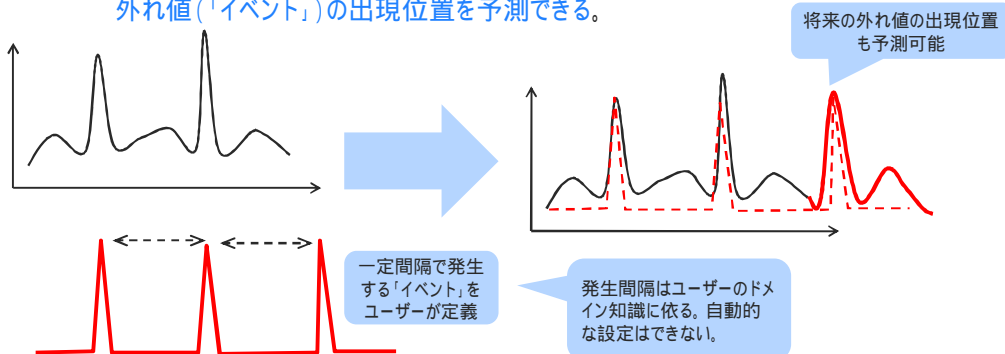 外れ値(「イベント」)の出現位置を予測できる。
将来の外れ値の出現位置
も予測可能
一定間隔で発生
する「イベント」を
ユーザーが定義
発生間隔はユーザーのドメ
イン知識に依る。自動的
な設定はできない。